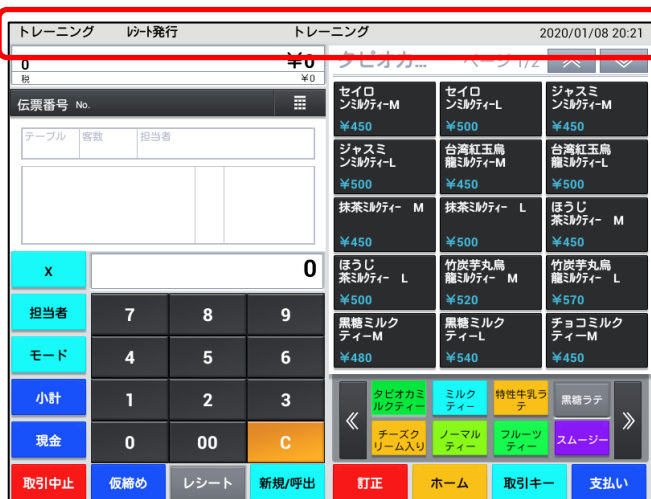 トレーニング ﾚｼｰﾄ発行 トレーニング 2020/01/08 20:21
0 ¥0
税 ¥0
タピオカ... ページ 1/2
伝票番号 No.
テーブル 客数 担当者
X 0
担当者 7 8 9
モード 4 5 6
小計 1 2 3
現金 0 00 C
取引中止 仮締め レシート 新規/呼出
セイロ
ンﾐﾙｸﾃｨｰM
¥450
セイロ
ンﾐﾙｸﾃｨｰL
¥500
ジャスミ
ンﾐﾙｸﾃｨｰM
¥450
ジャスミ
ンﾐﾙｸﾃｨｰL
¥500
台湾紅玉烏
龍ﾐﾙｸﾃｨｰM
¥450
台湾紅玉烏
龍ﾐﾙｸﾃｨｰL
¥500
抹茶ﾐﾙｸﾃｨｰ M
¥450
抹茶ﾐﾙｸﾃｨｰ L
¥500
ほうじ
茶ﾐﾙｸﾃｨｰ M
¥450
ほうじ
茶ﾐﾙｸﾃｨｰ L
¥500
竹炭芋丸烏
龍ﾐﾙｸﾃｨｰ M
¥520
竹炭芋丸烏
龍ﾐﾙｸﾃｨｰ L
¥570
黒糖ミルク
ティーM
¥480
黒糖ミルク
ティーL
¥540
チョコミルク
ティーM
¥450
タピオカミ
ルクティー
ミルク
ティー
特性牛乳ラ
テ
黒糖ラテ
チーズク
リーム入り
ノーマル
ティー
フルーツ
ティー
スムージー
訂正 ホーム 取引キー 支払い